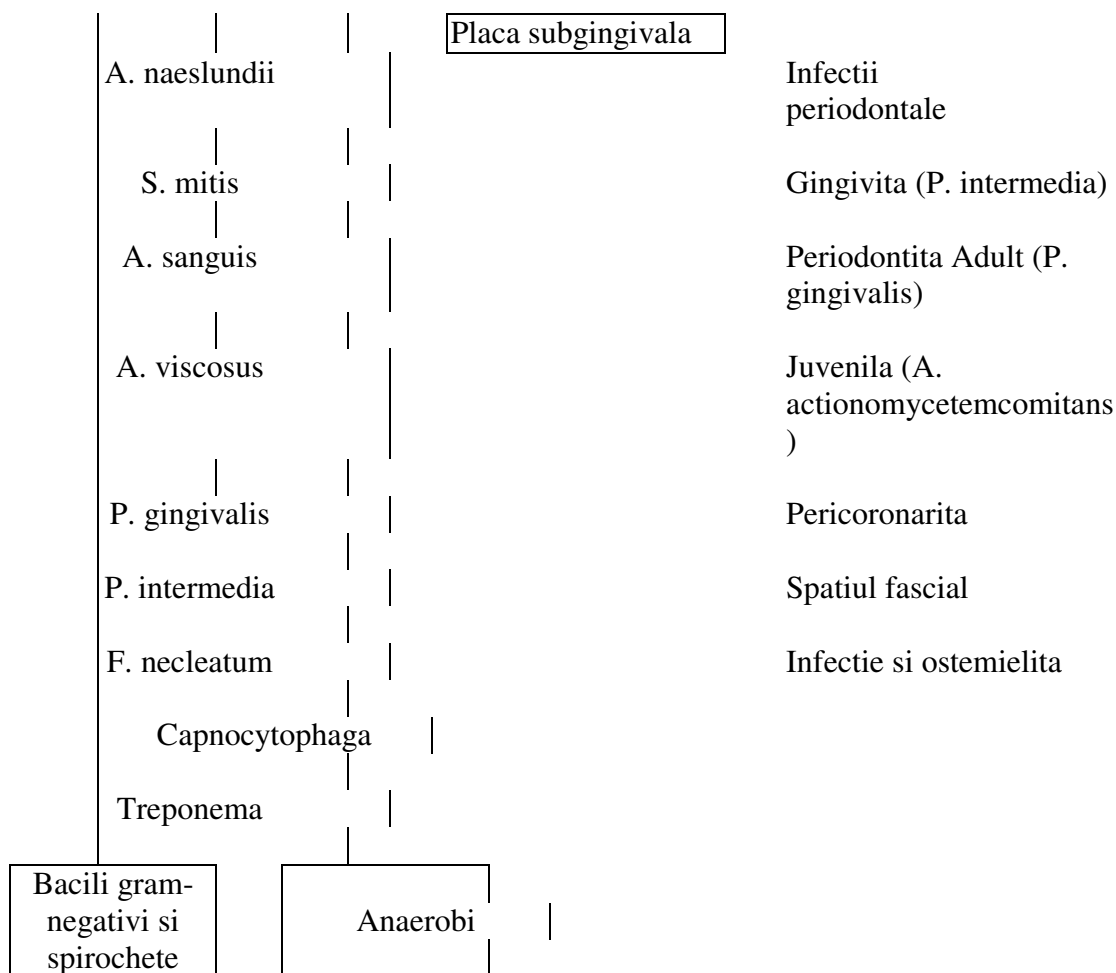 Placa subgingivala
A. naeslundii
Infectii
periodontale
S. mitis
Gingivita (P. intermedia)
A. sanguis
Periodontita Adult (P.
gingivalis)
A. viscosus
Juvenila (A.
actionomycetemcomitans
)
P. gingivalis
Pericoronarita
P. intermedia
Spatiul fascial
F. necleatum
Infectie si ostemielita
Capnocytophaga
Treponema
Bacili gram-
negativi si
spirochete
Anaerobi